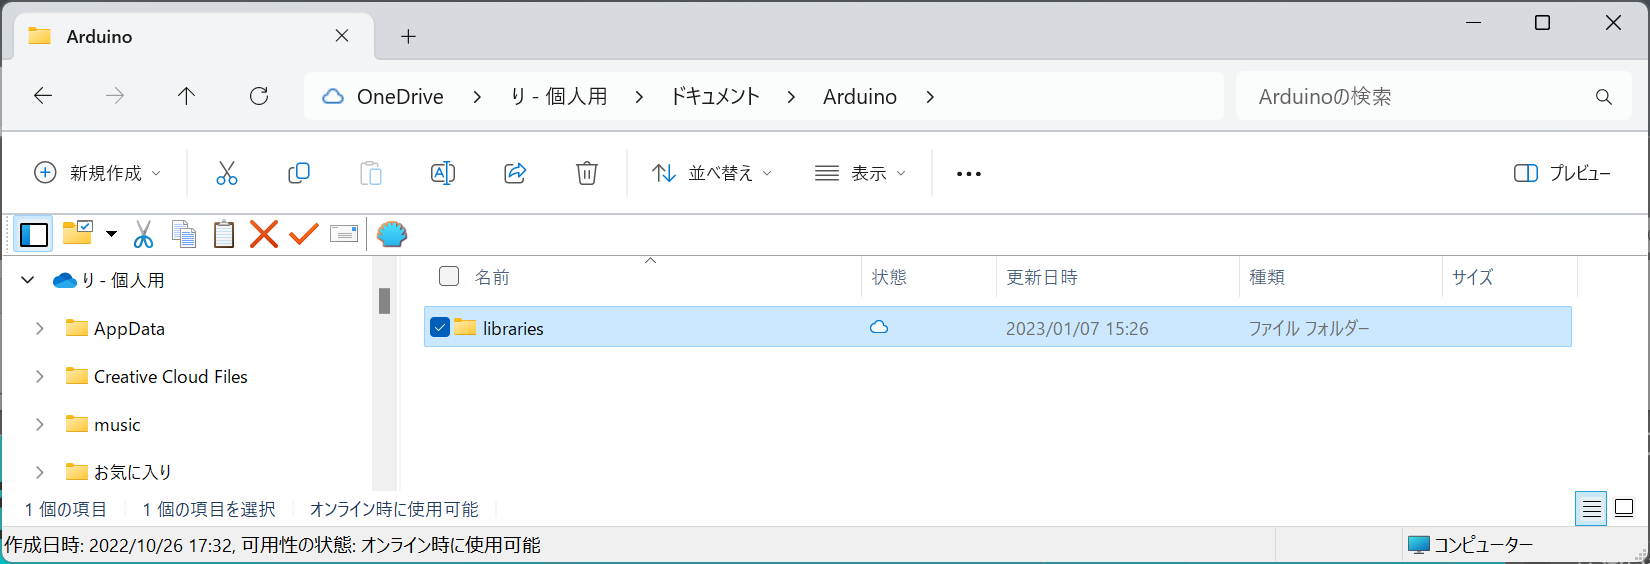 Arduino
OneDrive > り - 個人用 > ドキュメント > Arduino >
Arduinoの検索
新規作成
並べ替え
表示
プレビュー
り - 個人用
AppData
Creative Cloud Files
music
お気に入り
名前 状態 更新日時 種類 サイズ
libraries 2023/01/07 15:26 ファイル フォルダー
1 個の項目 1 個の項目を選択 オンライン時に使用可能
作成日時: 2022/10/26 17:32, 可用性の状態: オンライン時に使用可能
コンピューター